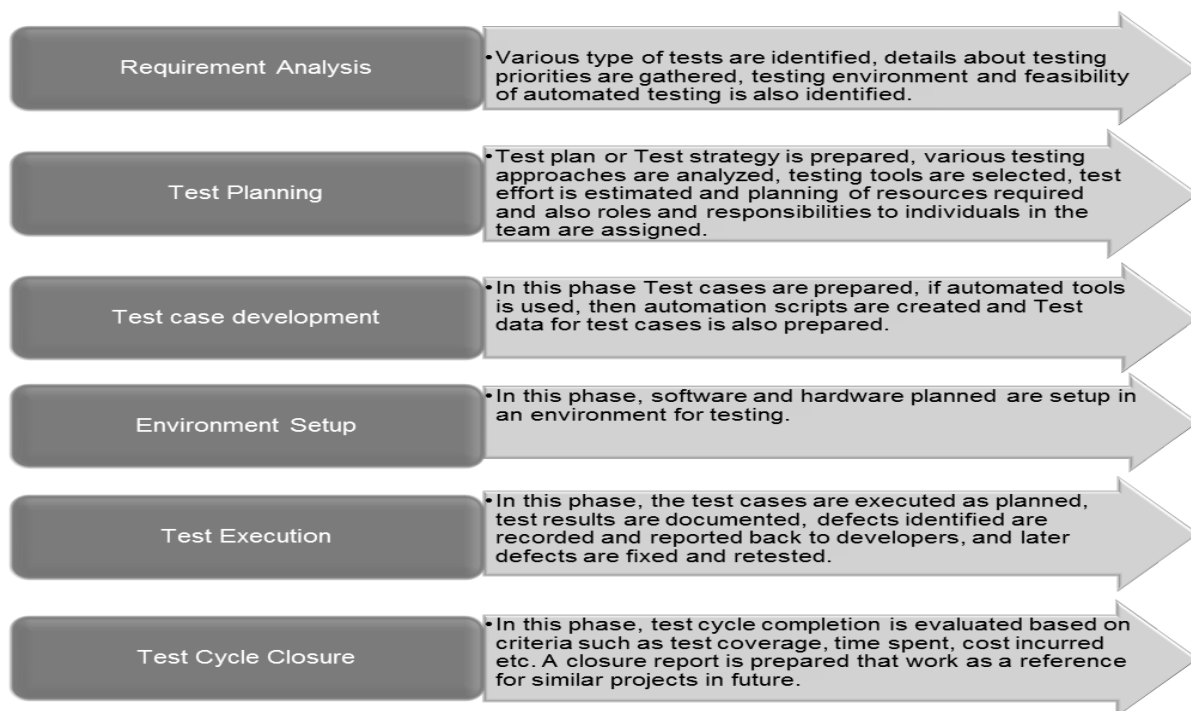 Requirement Analysis
•Various type of tests are identified, details about testing
priorities are gathered, testing environment and feasibility
of automated testing is also identified.
Test Planning
•Test plan or Test strategy is prepared, various testing
approaches are analyzed, testing tools are selected, test
effort is estimated and planning of resources required
and also roles and responsibilities to individuals in the
team are assigned.
Test case development
•In this phase Test cases are prepared, if automated tools
is used, then automation scripts are created and Test
data for test cases is also prepared.
Environment Setup
•In this phase, software and hardware planned are setup in
an environment for testing.
Test Execution
•In this phase, the test cases are executed as planned,
test results are documented, defects identified are
recorded and reported back to developers, and later
defects are fixed and retested.
Test Cycle Closure
•In this phase, test cycle completion is evaluated based on
criteria such as test coverage, time spent, cost incurred
etc. A closure report is prepared that work as a reference
for similar projects in future.